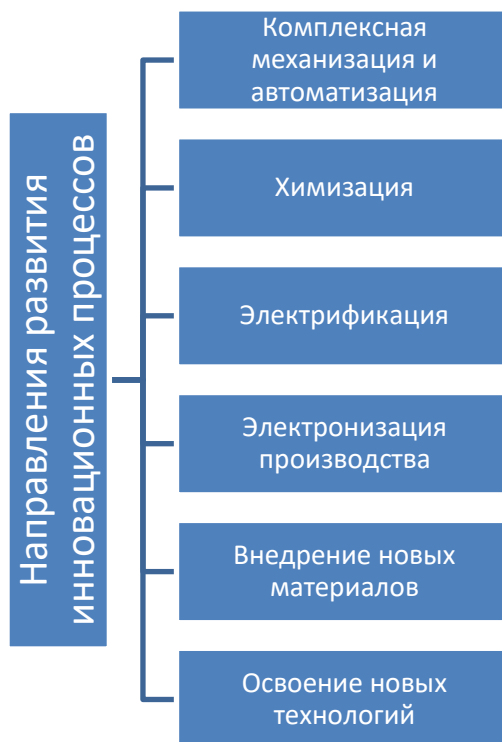 Направления развития
инновационных процессов
Комплексная
механизация и
автоматизация
Химизация
Электрификация
Электронизация
производства
Внедрение новых
материалов
Освоение новых
технологий